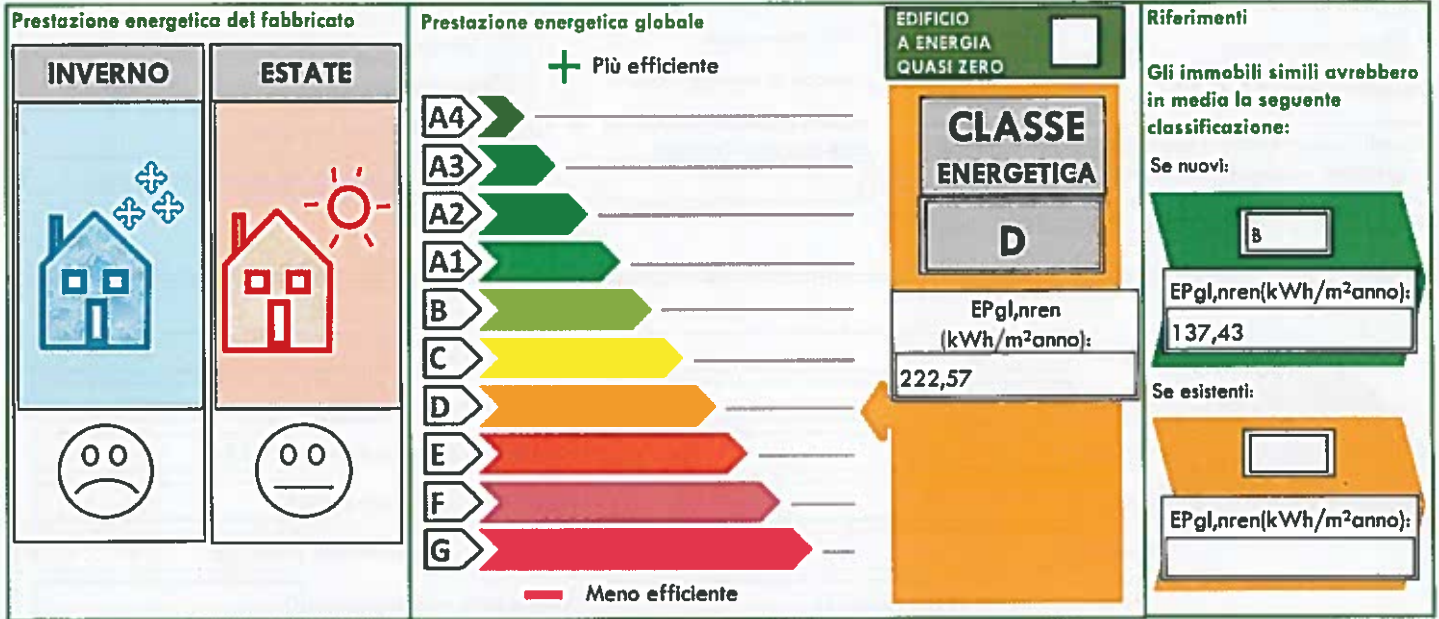 Prestazione energetica del fabbricato
INVERNO
ESTATE
Prestazione energetica globale
+ Più efficiente
A4
A3
A2
A1
B
C
D
E
F
G
Meno efficiente
EDIFICIO
A ENERGIA
QUASI ZERO
CLASSE
ENERGETICA
D
EPgl,nren
(kWh/m²anno):
222,57
Riferimenti
Gli immobili simili avrebbero
in media la seguente
classificazione:
Se nuovi:
B
EPgl,nren(kWh/m²anno):
137,43
Se esistenti:
EPgl,nren(kWh/m²anno):